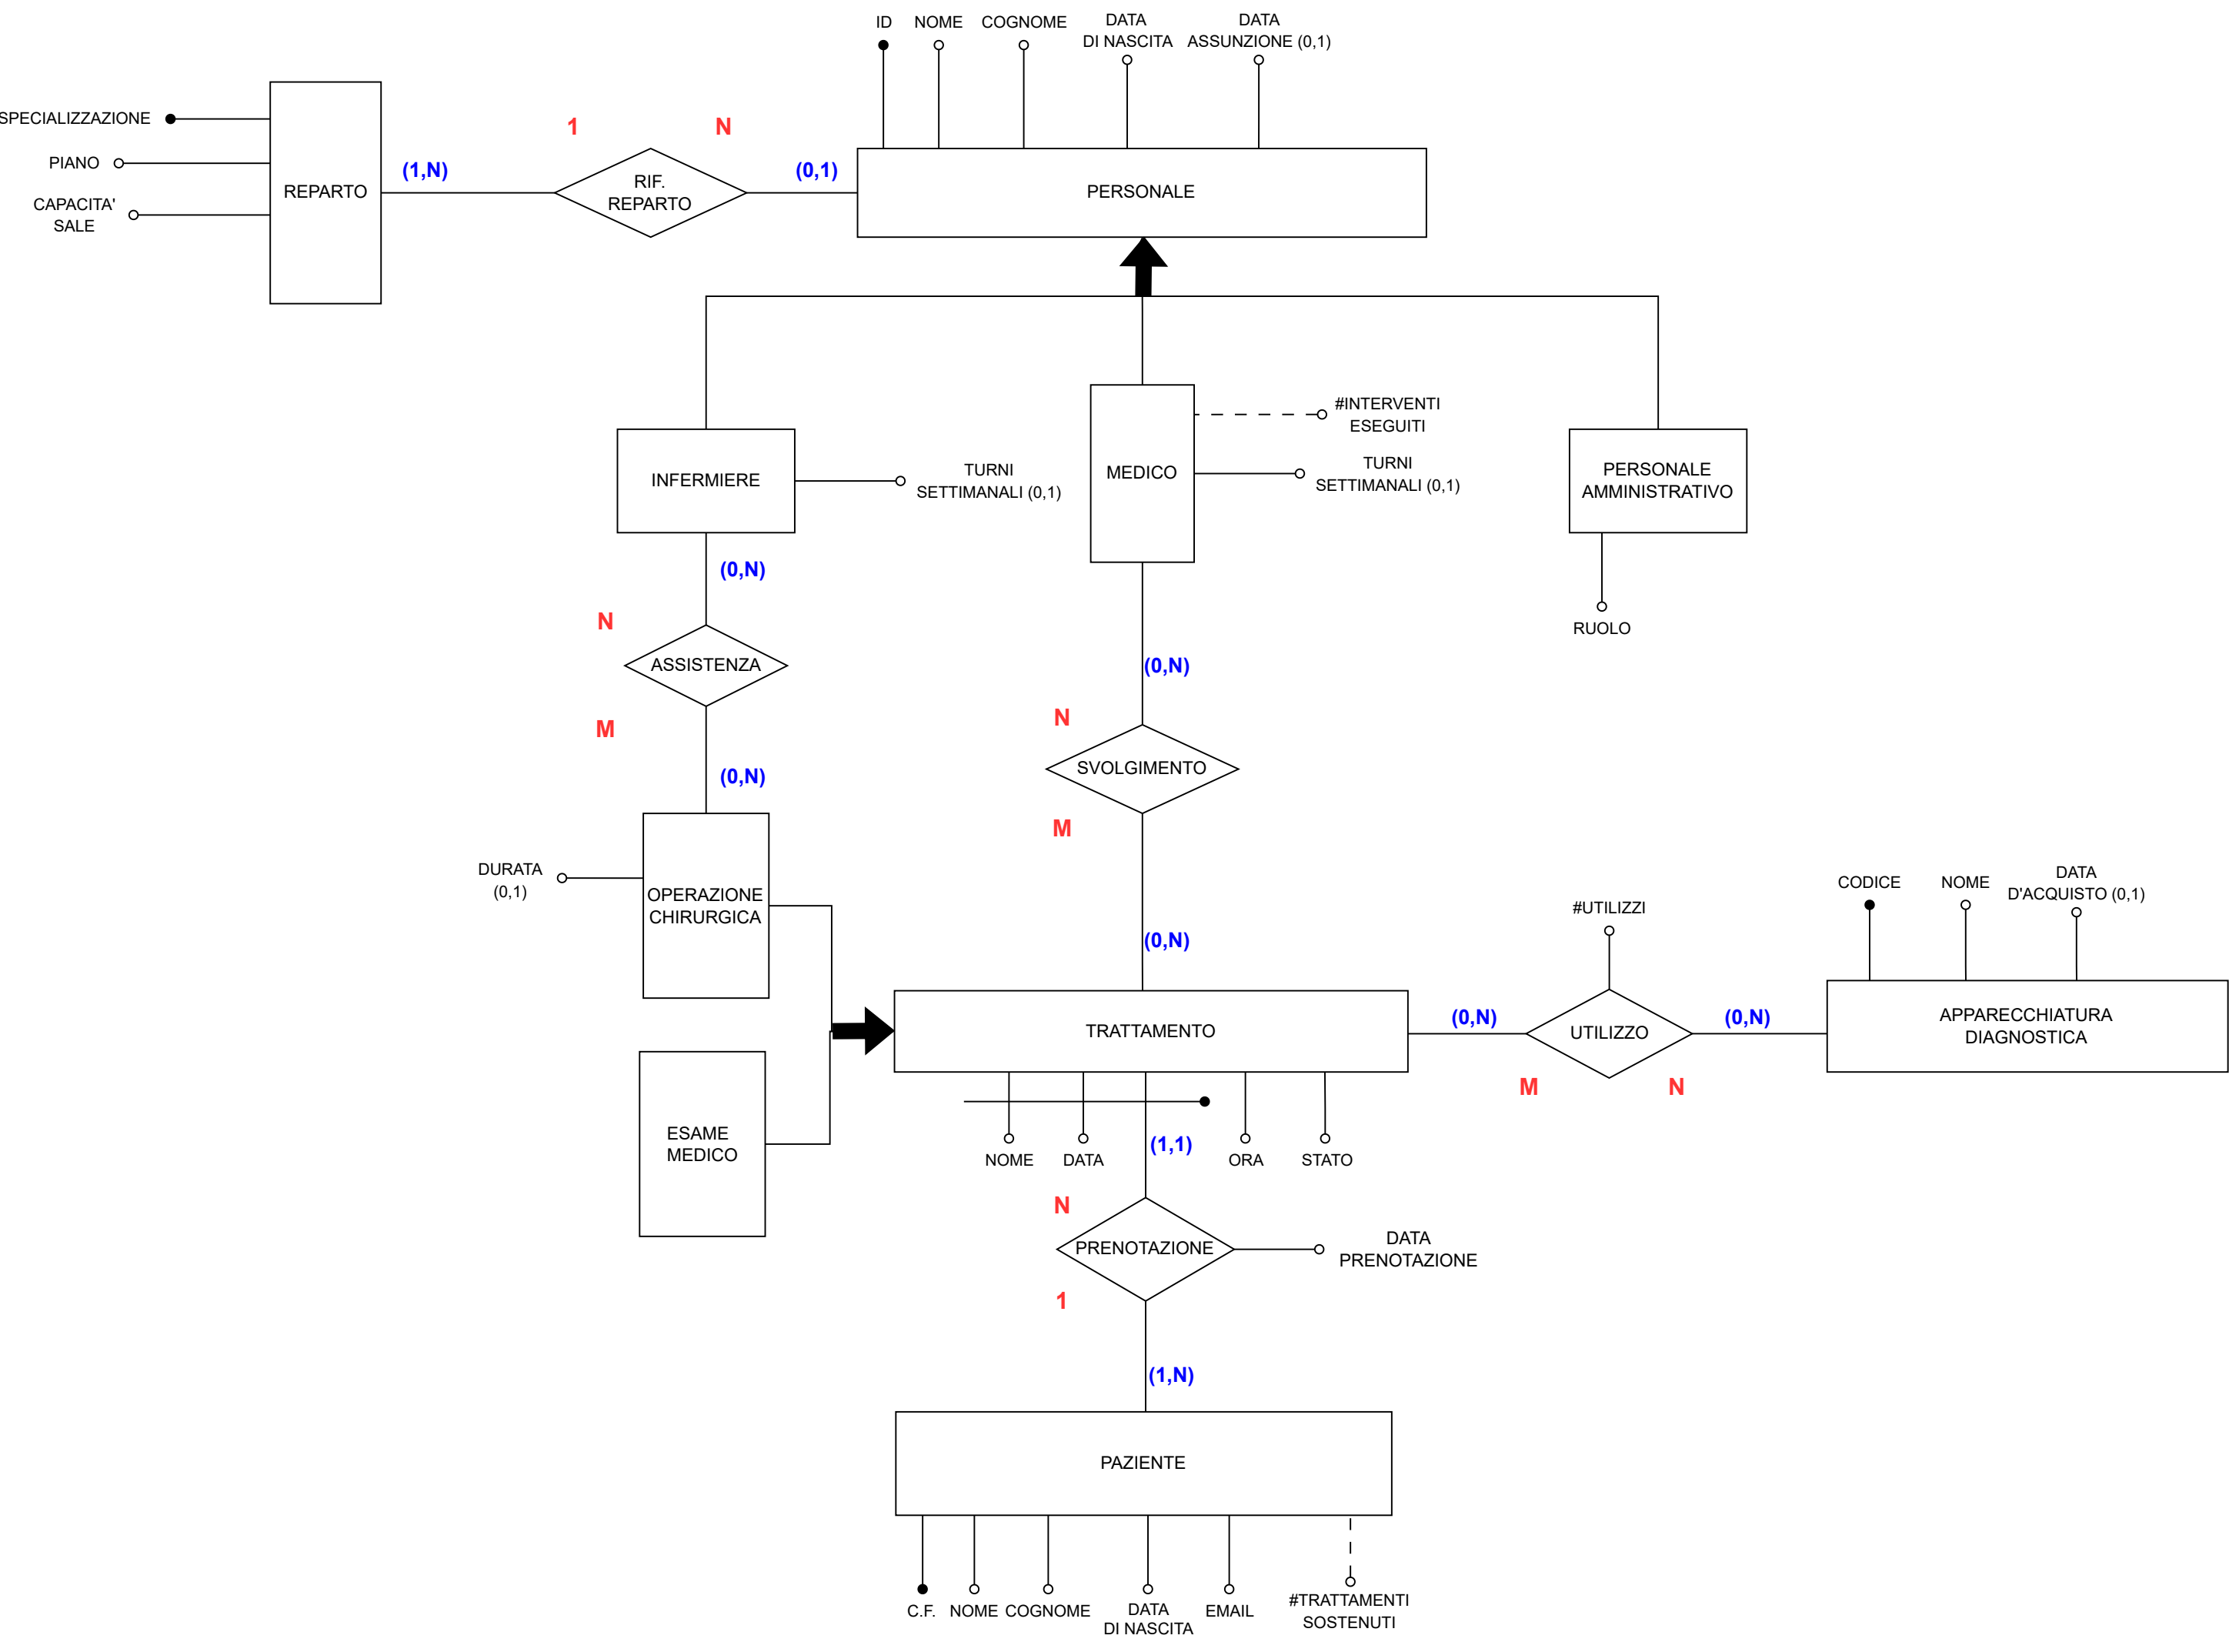 ID
NOME
COGNOME
DATA
DI NASCITA
DATA
ASSUNZIONE (0,1)
SPECIALIZZAZIONE
PIANO
CAPACITA'
SALE
REPARTO
(1,N)
1
RIF.
REPARTO
N
(0,1)
PERSONALE
INFERMIERE
TURNI
SETTIMANALI (0,1)
MEDICO
#INTERVENTI
ESEGUITI
TURNI
SETTIMANALI (0,1)
PERSONALE
AMMINISTRATIVO
RUOLO
(0,N)
N
ASSISTENZA
M
(0,N)
(0,N)
N
SVOLGIMENTO
M
(0,N)
DURATA
(0,1)
OPERAZIONE
CHIRURGICA
ESAME
MEDICO
TRATTAMENTO
(0,N)
#UTILIZZI
UTILIZZO
M
N
(0,N)
CODICE
NOME
DATA
D'ACQUISTO (0,1)
APPARECCHIATURA
DIAGNOSTICA
NOME
DATA
(1,1)
ORA
STATO
N
PRENOTAZIONE
DATA
PRENOTAZIONE
1
(1,N)
PAZIENTE
C.F.
NOME
COGNOME
DATA
DI NASCITA
EMAIL
#TRATTAMENTI
SOSTENUTI